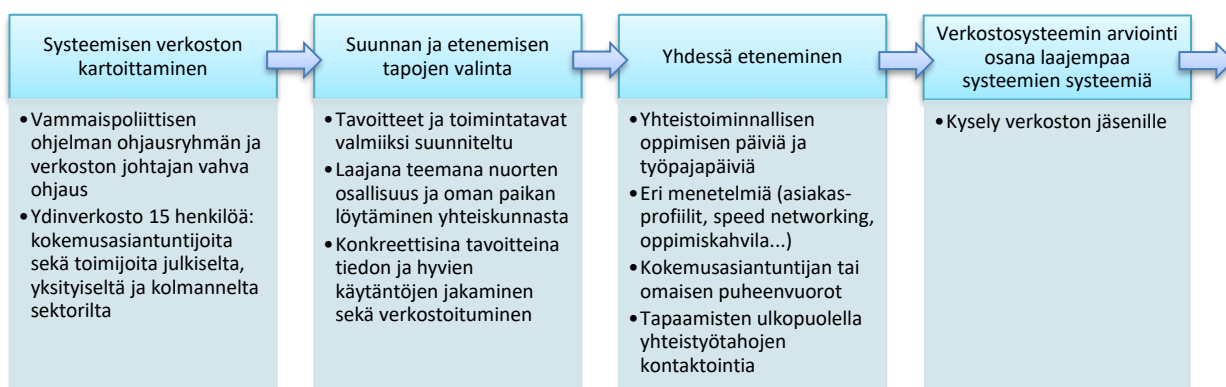 Systeemisen verkoston
kartoittaminen
• Vammaispoliittisen
ohjelman ohjausryhmän ja
verkoston johtajan vahva
ohjaus
• Ydinverkosto 15 henkilöä:
kokemusasiantuntijoita
sekä toimijoita julkiselta,
yksityiseltä ja kolmannelta
sektorilta
Suunnan ja etenemisen
tapojen valinta
• Tavoitteet ja toimintatavat
valmiiksi suunniteltu
• Laajana teemana nuorten
osallisuus ja oman paikan
löytäminen yhteiskunnasta
• Konkreettisina tavoitteina
tiedon ja hyvien
käytäntöjen jakaminen
sekä verkostoituminen
Yhdessä eteneminen
• Yhteistoiminnallisen
oppimisen päiviä ja
työpajapäiviä
• Eri menetelmiä (asiakas-
profiilit, speed networking,
oppimiskahvila...)
• Kokemusasiantuntijan tai
omaisen puheenvuorot
• Tapaamisten ulkopuolella
yhteistyötahojen
kontaktointia
Verkostosysteemin arviointi
osana laajempaa
systeemien systeemiä
• Kysely verkoston jäsenille